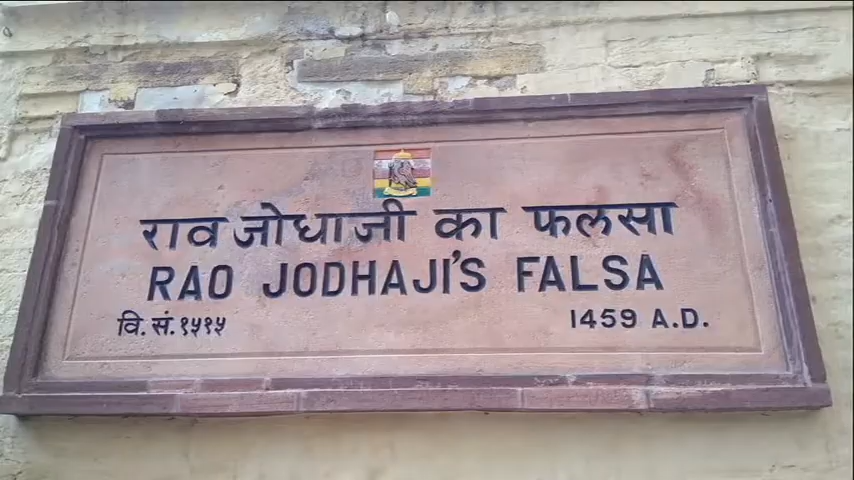 राव जोधाजी का फलसा
RAO JODHAJI'S FALSA
वि.सं.१५१५ 1459 A.D.